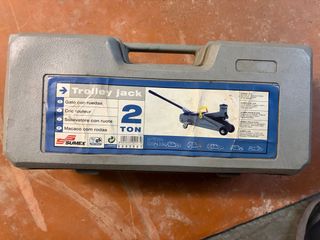 Trolley jack
Gato con ruedas
Cric rouleur
Sollevatore con ruote
Macaco com rodas
2
TON
SUMEX